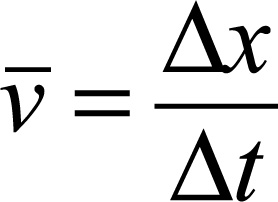 v̅ = Δx / Δt